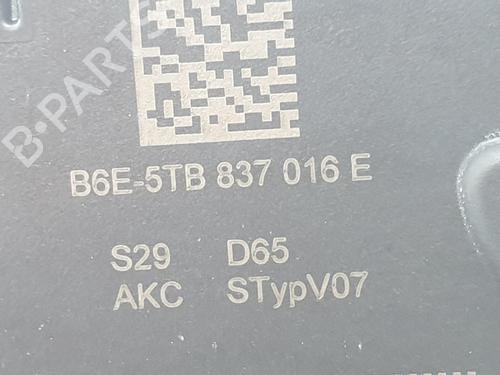 B-PARTS
B6E-5TB 837 016 E
S29 D65
AKC STypV07